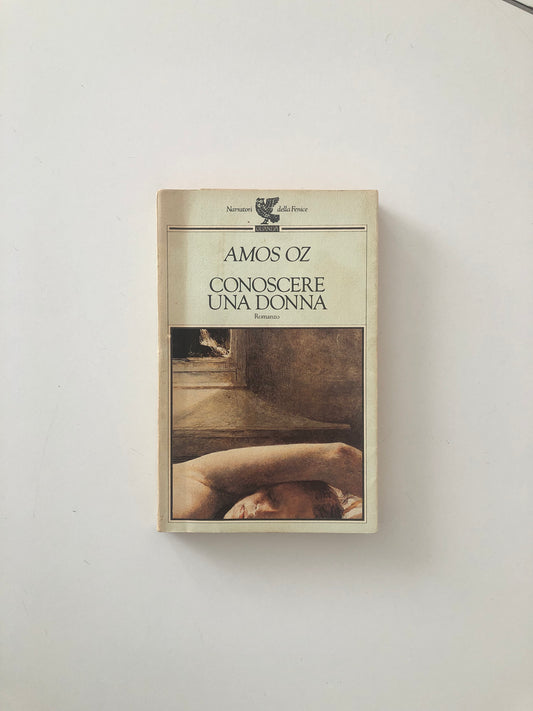 Narratori della Fenice
GUANDA
AMOS OZ
CONOSCERE
UNA DONNA
Romanzo